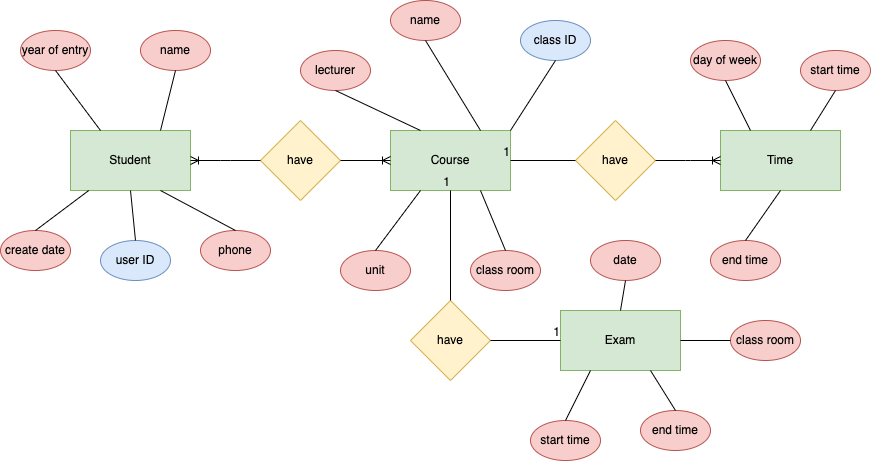 name
class ID
year of entry
name
lecturer
day of week
start time
Student
have
Course
1
have
Time
1
create date
user ID
phone
unit
class room
date
end time
have
1
Exam
class room
start time
end time